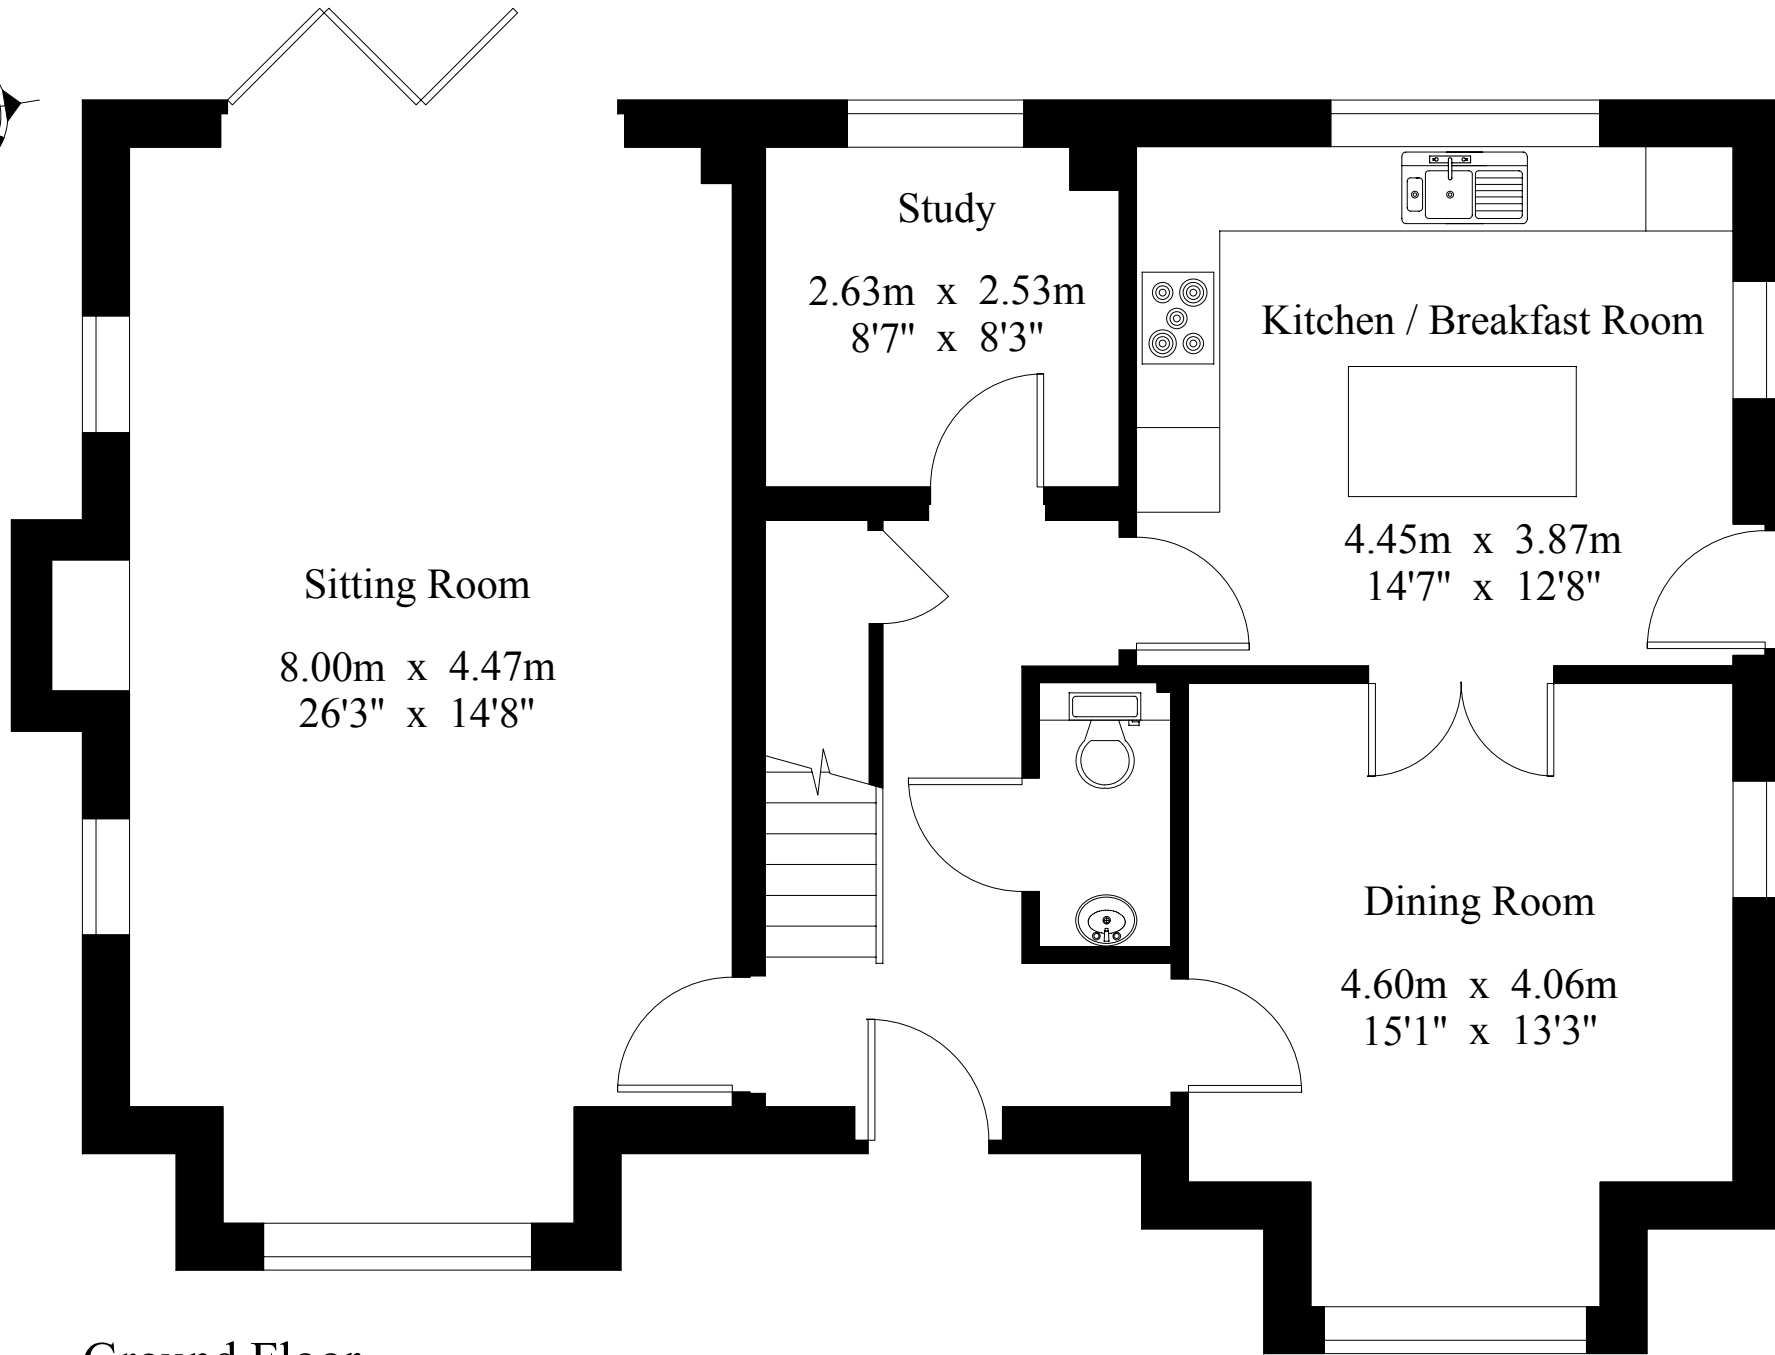 Study
2.63m x 2.53m
8'7" x 8'3"
Kitchen / Breakfast Room
4.45m x 3.87m
14'7" x 12'8"
Sitting Room
8.00m x 4.47m
26'3" x 14'8"
Dining Room
4.60m x 4.06m
15'1" x 13'3"
Ground Floor